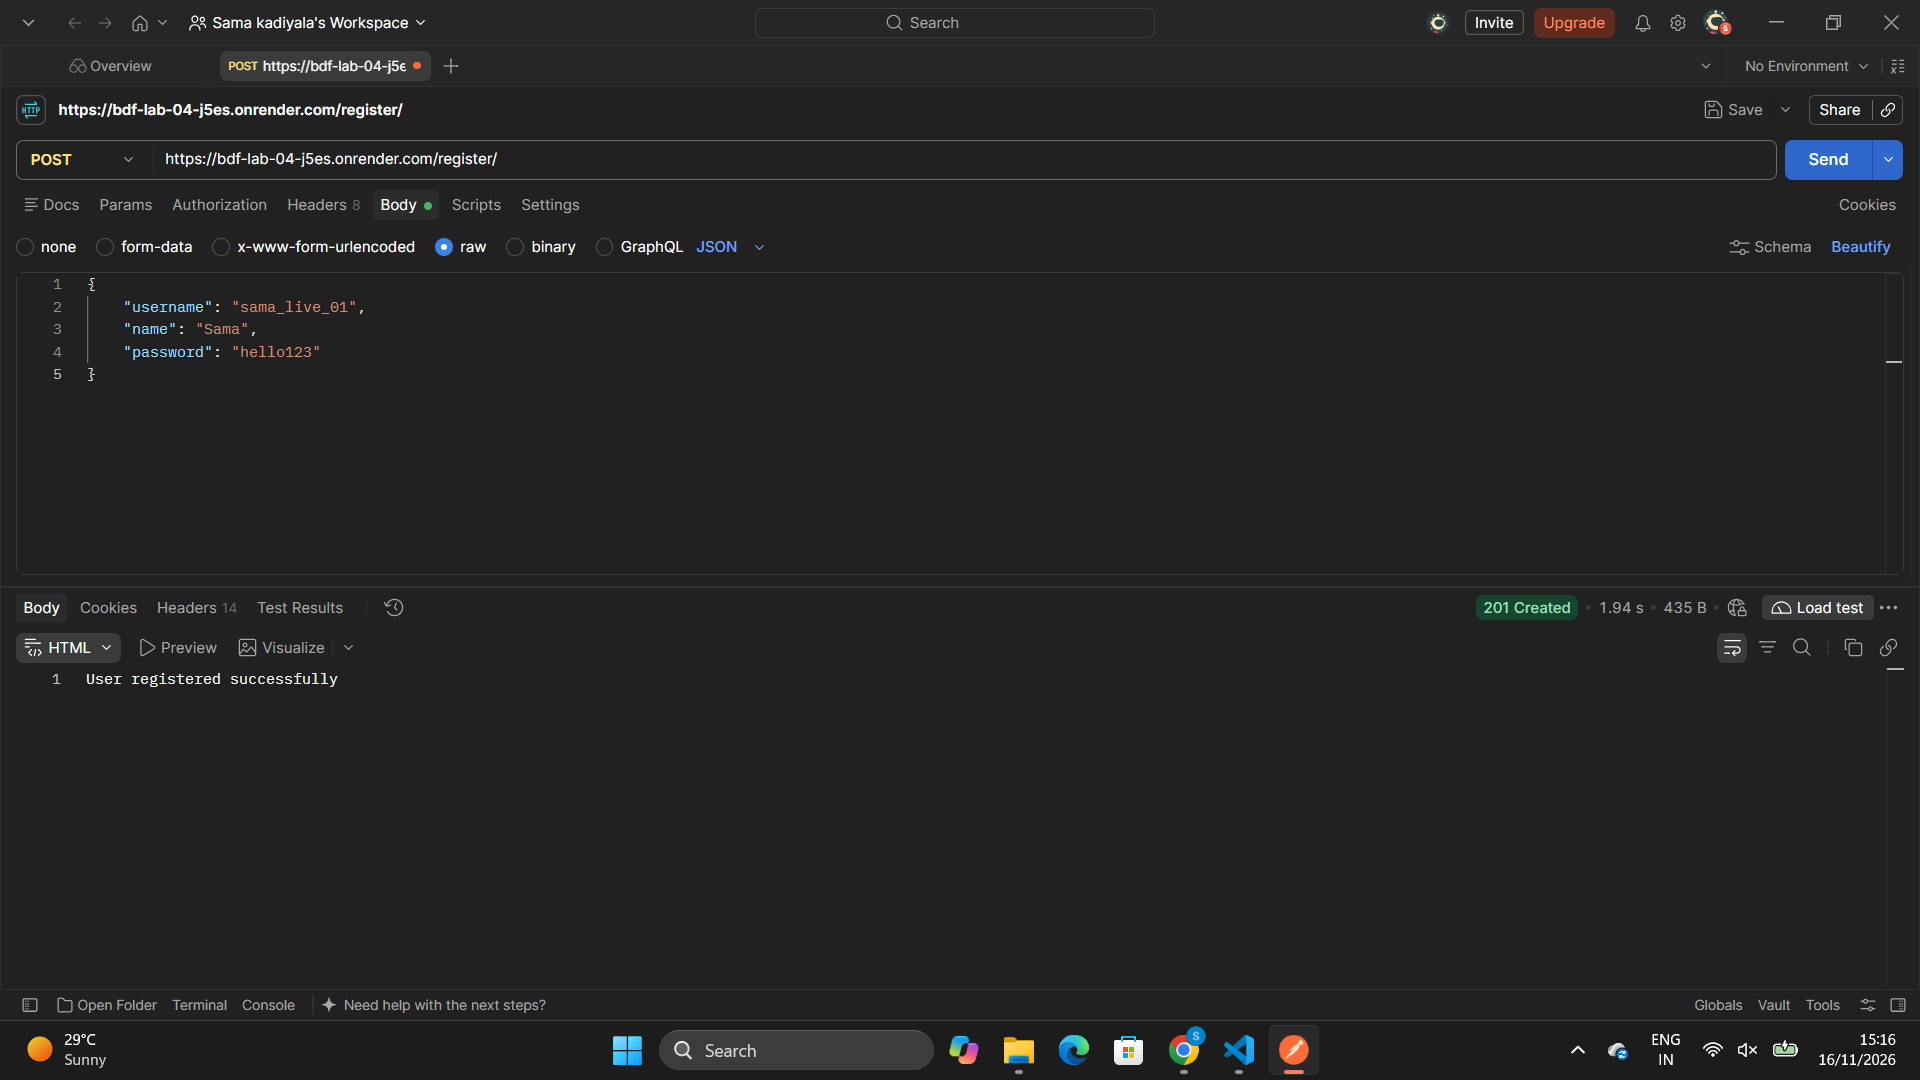 Sama kadiyala's Workspace
Search
Invite
Upgrade
Overview
POST https://bdf-lab-04-j5e
No Environment
HTTP https://bdf-lab-04-j5es.onrender.com/register/
Save
Share
POST
https://bdf-lab-04-j5es.onrender.com/register/
Send
Docs Params Authorization Headers 8 Body Scripts Settings
Cookies
none form-data x-www-form-urlencoded raw binary GraphQL JSON
Schema Beautify
1 {
2 "username": "sama_live_01",
3 "name": "Sama",
4 "password": "hello123"
5 }
Body Cookies Headers 14 Test Results
201 Created • 1.94 s • 435 B •
Load test
HTML Preview Visualize
1 User registered successfully
Open Folder Terminal Console Need help with the next steps?
Globals Vault Tools
29°C
Sunny
Search
S
ENG
IN
15:16
16/11/2026